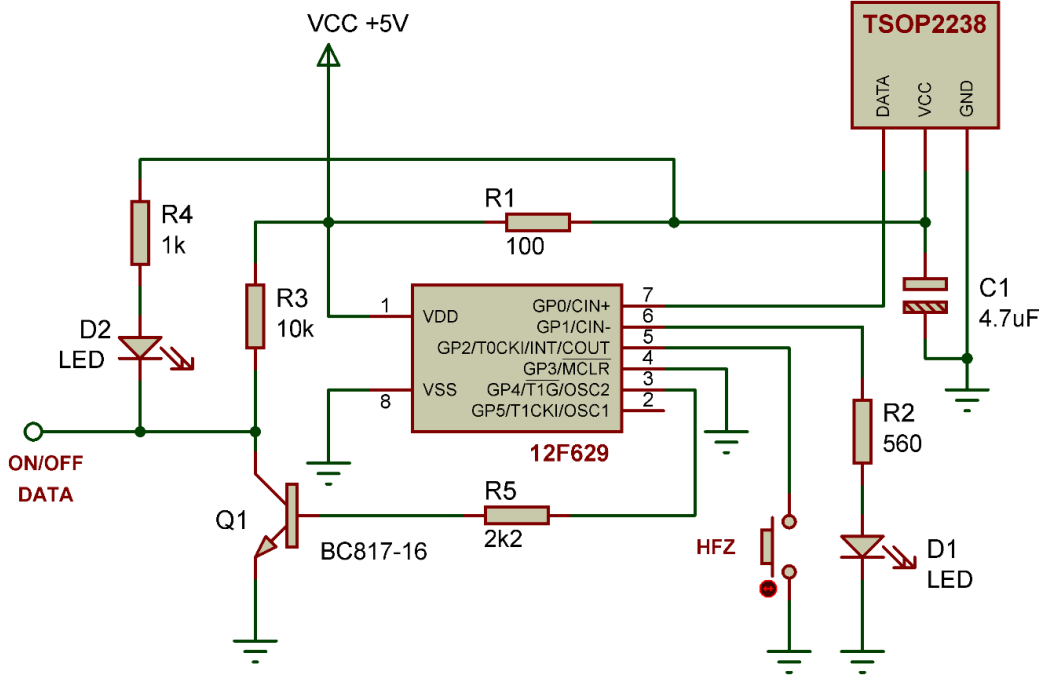 VCC +5V
TSOP2238
DATA
VCC
GND
R4
1k
R1
100
R3
10k
C1
4.7uF
D2
LED
1
VDD
8
VSS
GP0/CIN+
7
GP1/CIN-
6
GP2/T0CKI/INT/COUT
5
GP3/MCLR
4
GP4/T1G/OSC2
3
GP5/T1CKI/OSC1
2
12F629
R2
560
ON/OFF
DATA
R5
2k2
Q1
BC817-16
HFZ
D1
LED